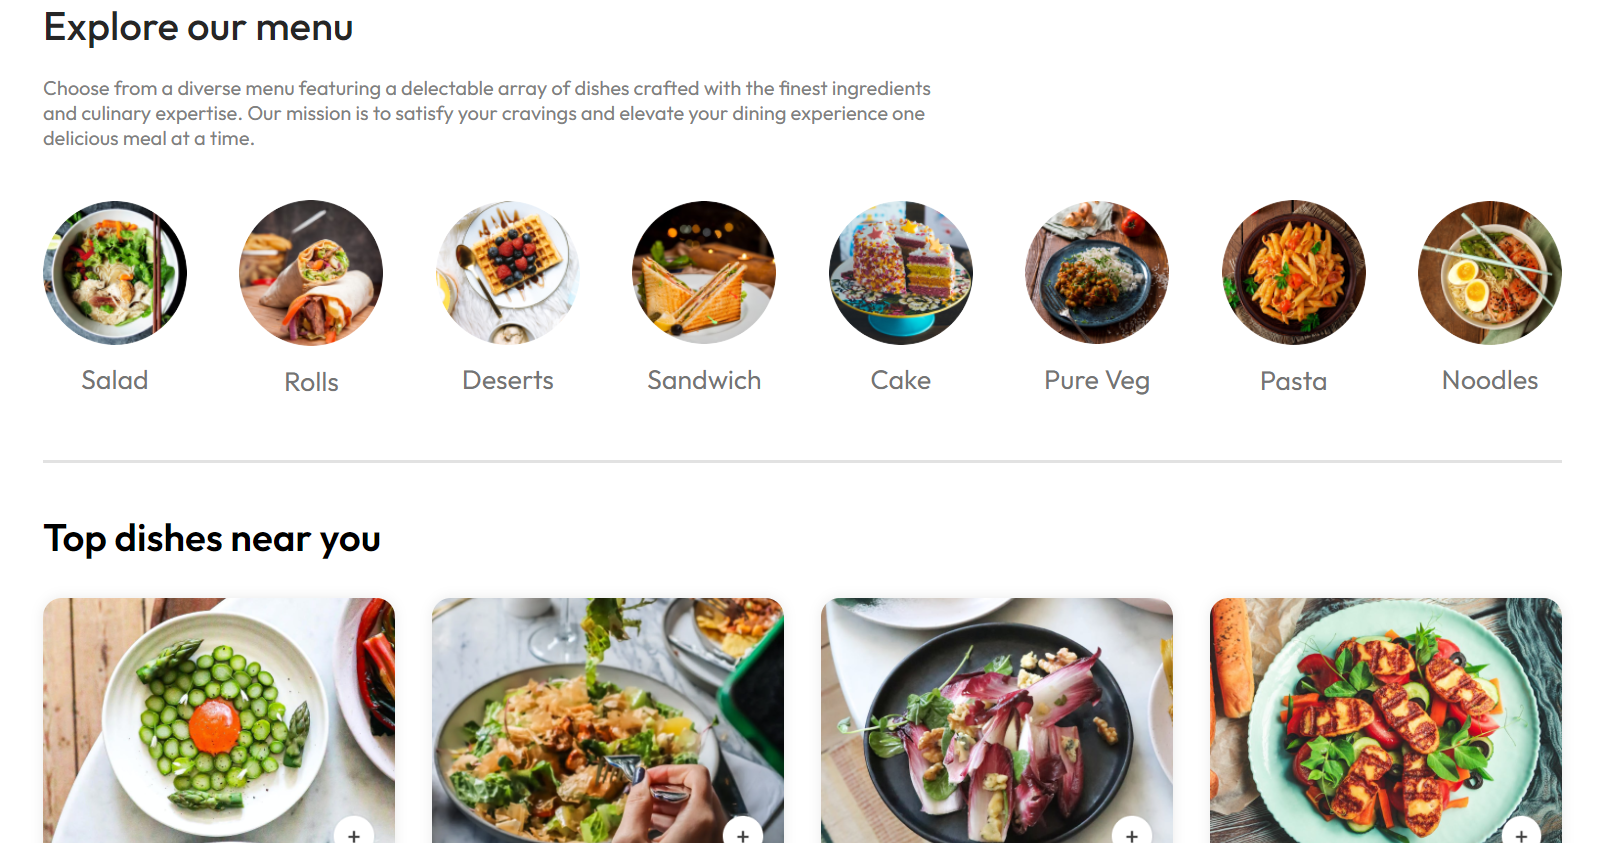 Explore our menu
Choose from a diverse menu featuring a delectable array of dishes crafted with the finest ingredients
and culinary expertise. Our mission is to satisfy your cravings and elevate your dining experience one
delicious meal at a time.
Salad
Rolls
Deserts
Sandwich
Cake
Pure Veg
Pasta
Noodles
Top dishes near you
+
+
+
+